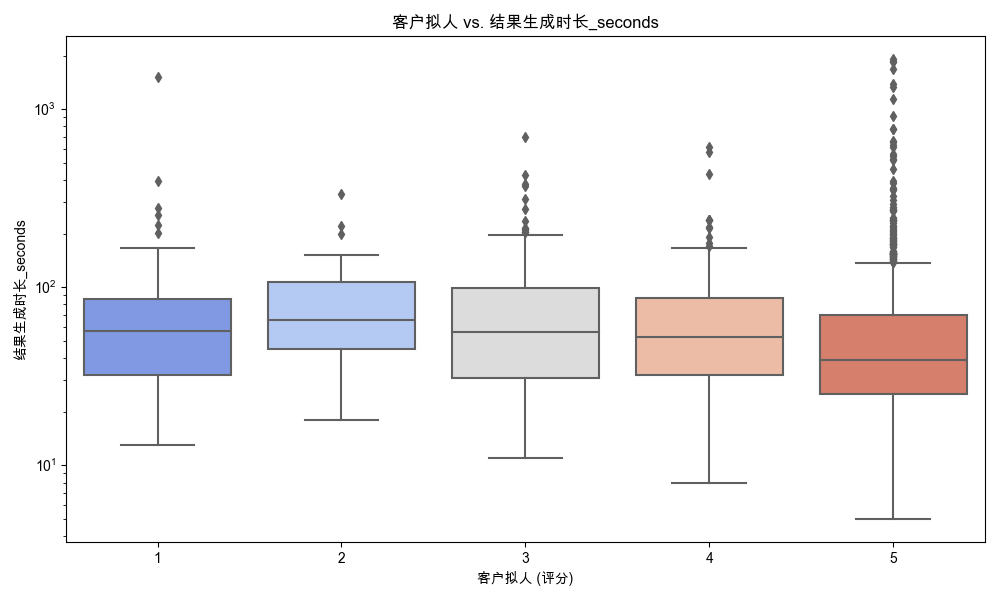 客户拟人 vs. 结果生成时长_seconds
结果生成时长_seconds
10³
10²
10¹
1 2 3 4 5
客户拟人 (评分)